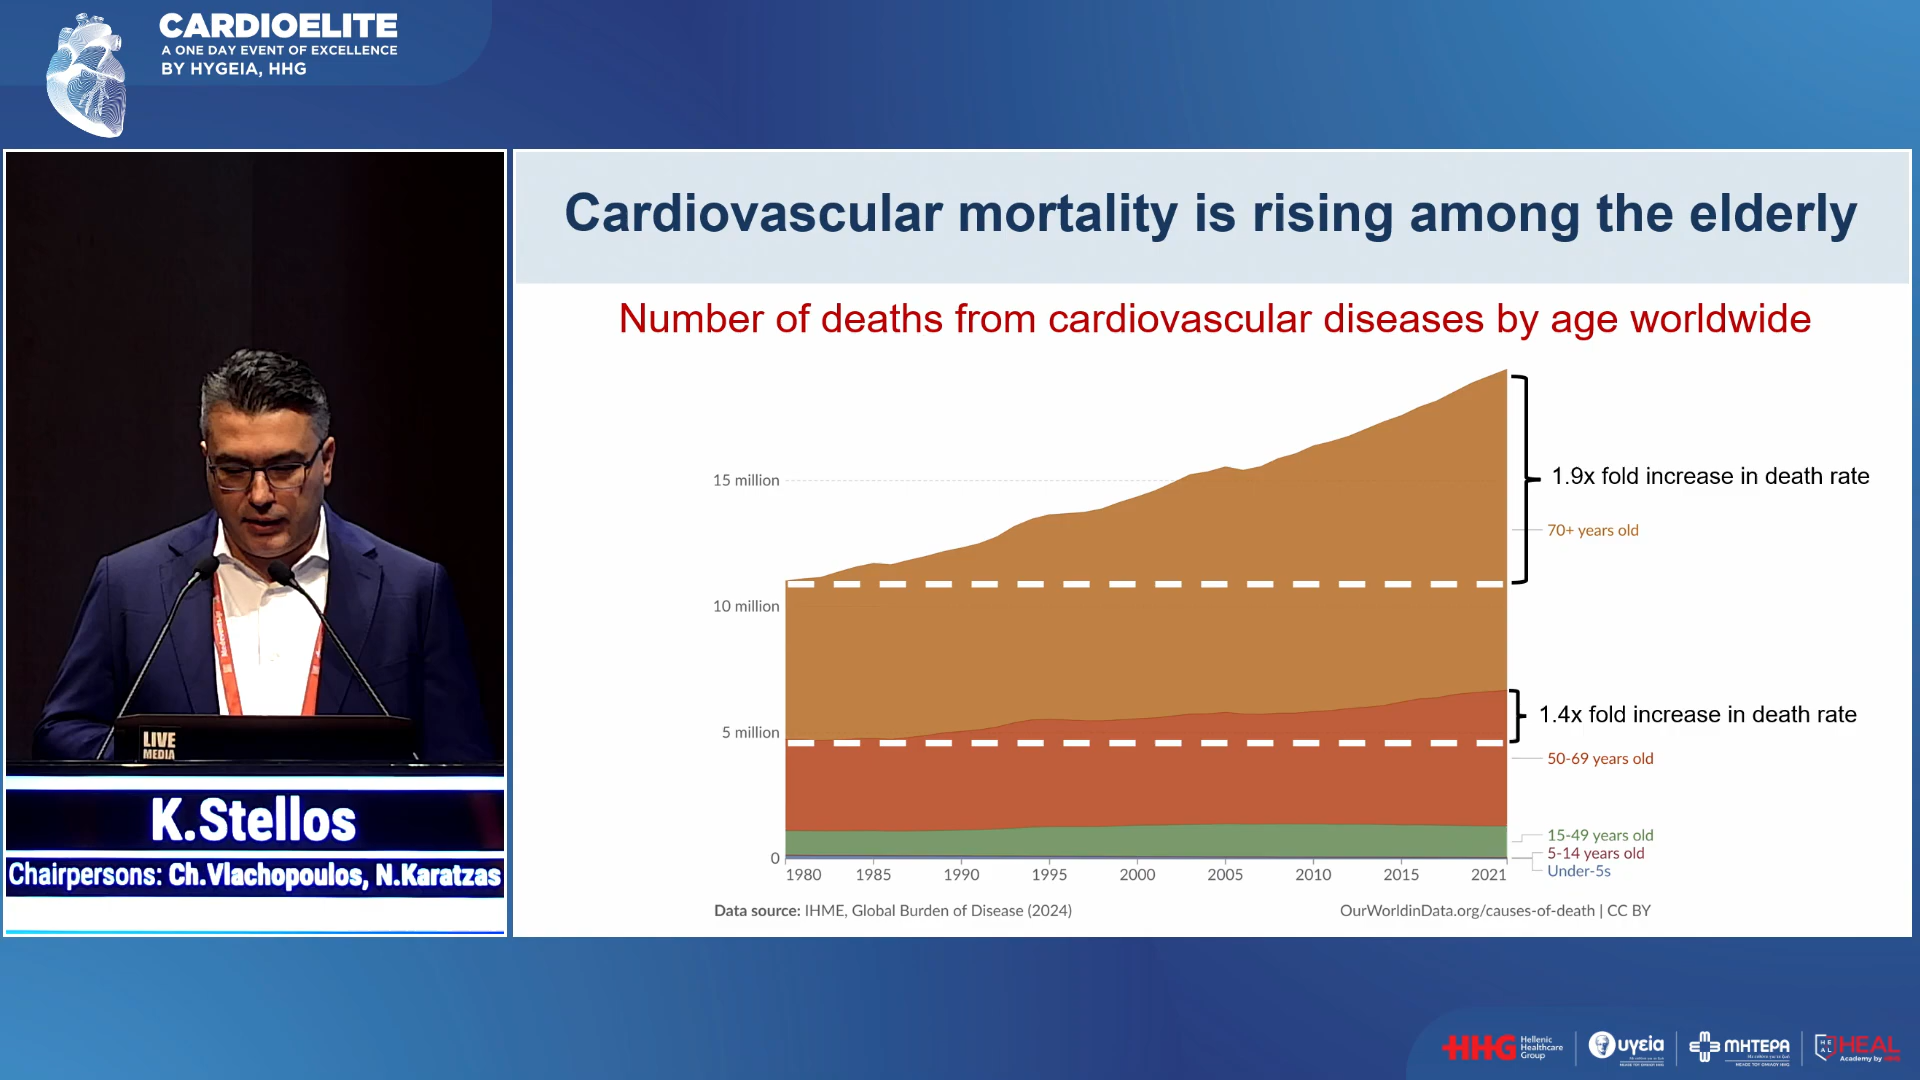 CARDIOELITE
A ONE DAY EVENT OF EXCELLENCE
BY HYGEIA, HHG
LIVE
MEDIA
K.Stellos
Chairpersons: Ch.Vlachopoulos, N.Karatzas
Cardiovascular mortality is rising among the elderly
Number of deaths from cardiovascular diseases by age worldwide
15 million
10 million
5 million
0
1980 1985 1990 1995 2000 2005 2010 2015 2021
1.9x fold increase in death rate
70+ years old
1.4x fold increase in death rate
50-69 years old
15-49 years old
5-14 years old
Under-5s
Data source: IHME, Global Burden of Disease (2024)
OurWorldinData.org/causes-of-death | CC BY
HHG Hellenic
Healthcare
Group
υγεία
ΜΗΤΕΡΑ
HEAL
Academy by